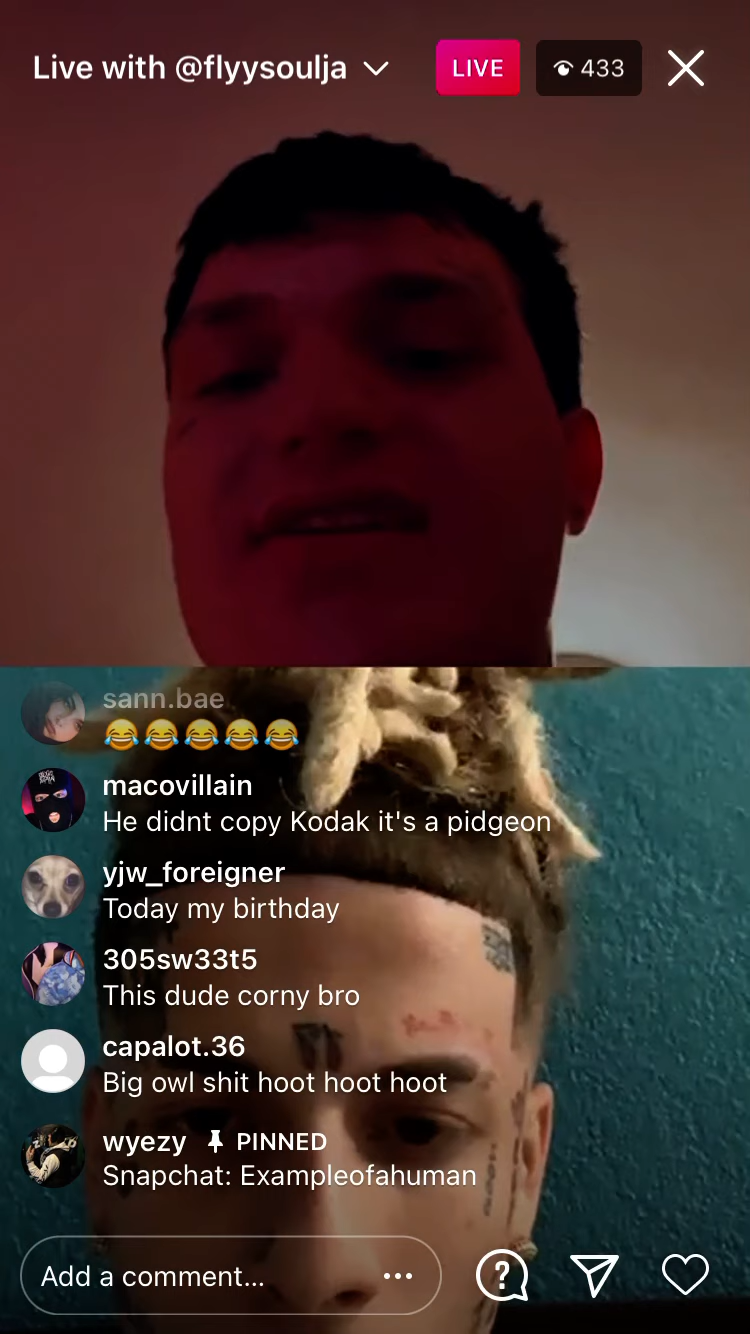 Live with @flyysoulja
LIVE
433
sann.bae
😂😂😂😂😂
macovillain
He didnt copy Kodak it's a pidgeon
yjw_foreigner
Today my birthday
305sw33t5
This dude corny bro
capalot.36
Big owl shit hoot hoot hoot
wyezy PINNED
Snapchat: Exampleofahuman
Add a comment...